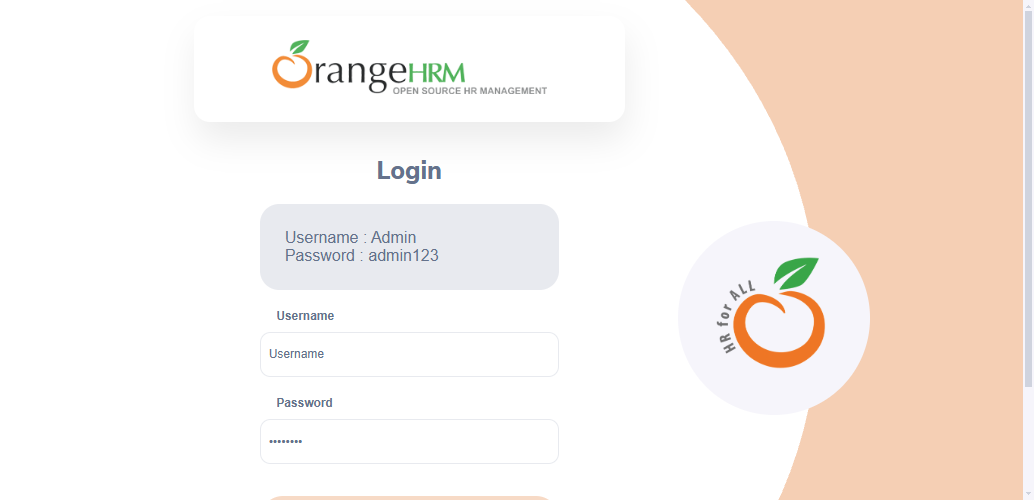 OrangeHRM
OPEN SOURCE HR MANAGEMENT
Login
Username : Admin
Password : admin123
Username
Username
Password
••••••••
HR for ALL